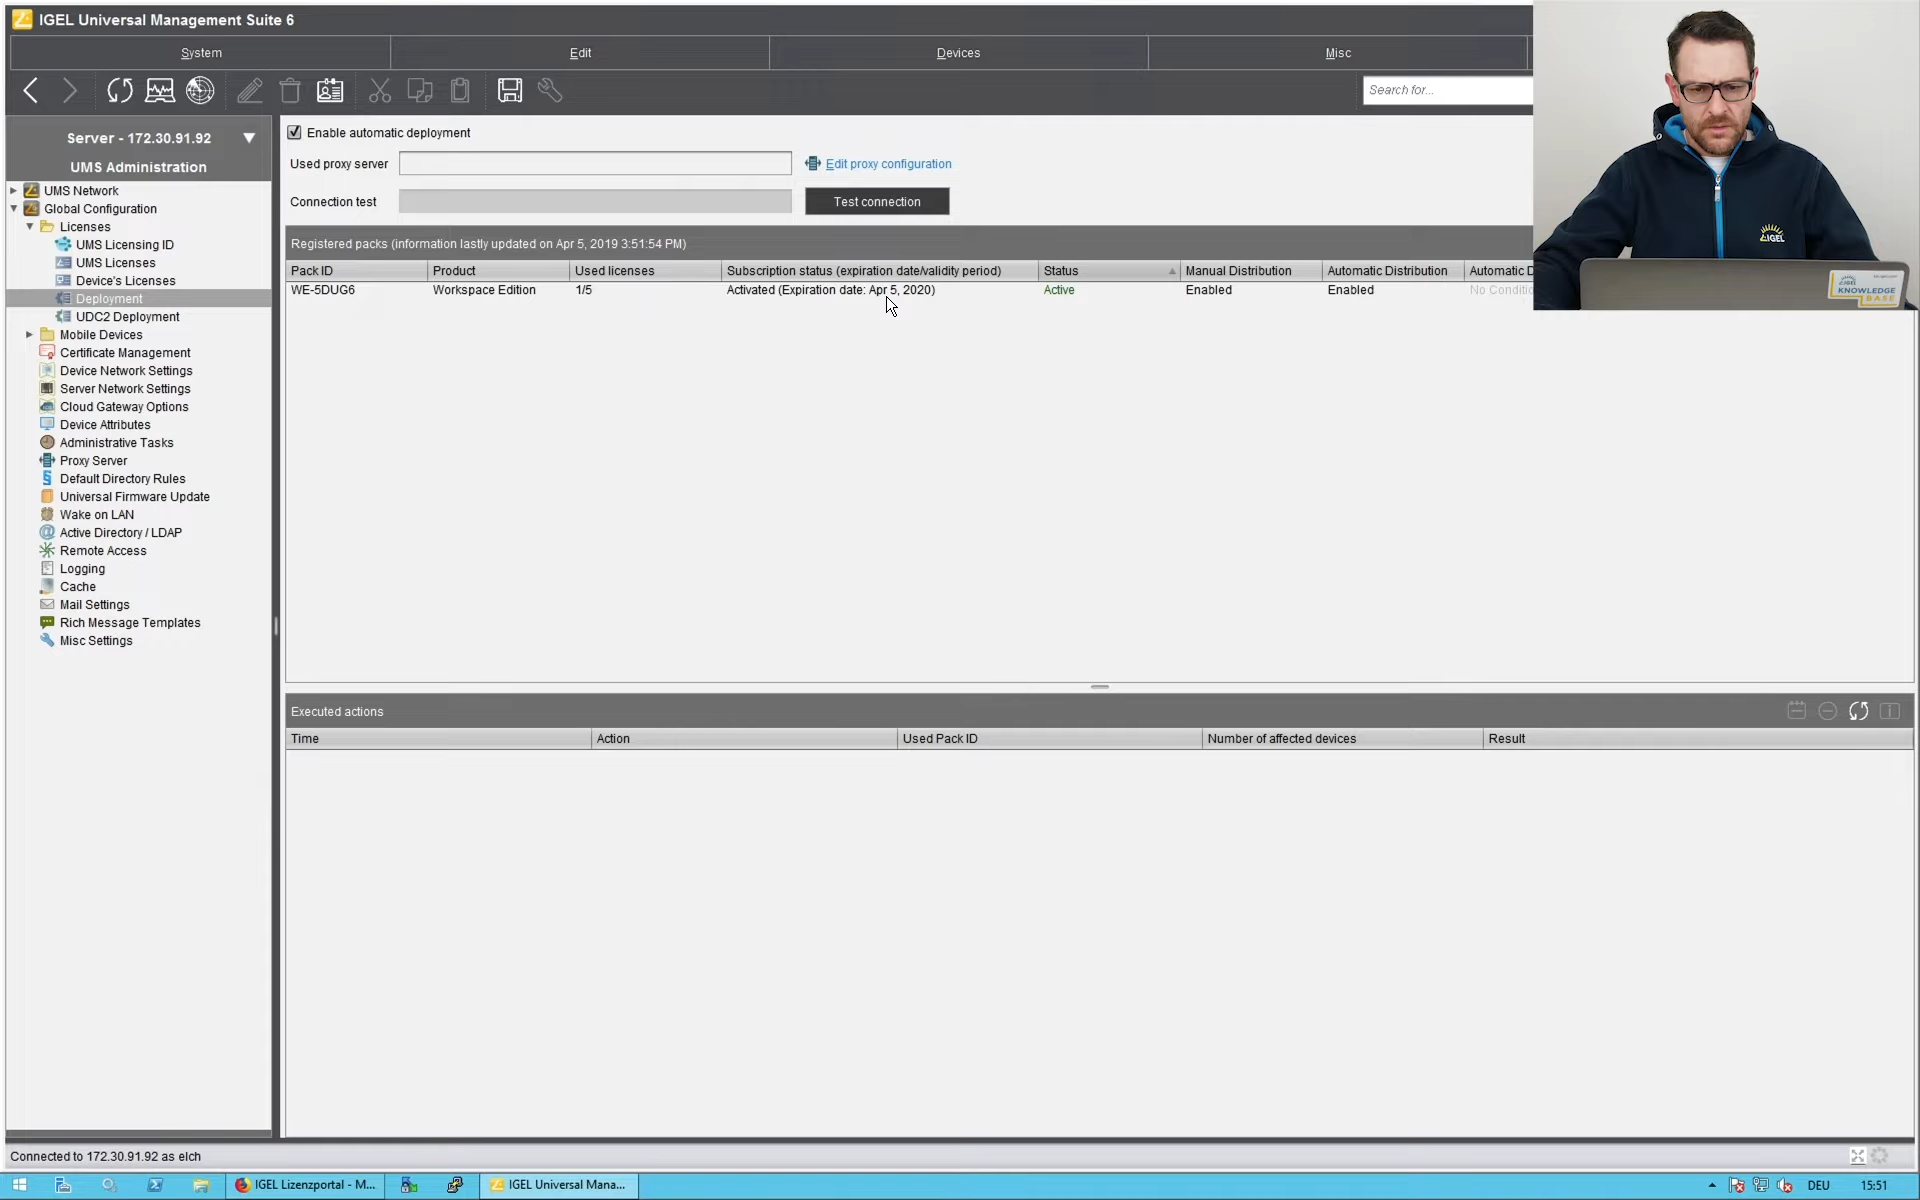 IGEL Universal Management Suite 6
System
Edit
Devices
Misc
Search for...
Server - 172.30.91.92
UMS Administration
UMS Network
Global Configuration
Licenses
UMS Licensing ID
UMS Licenses
Device's Licenses
Deployment
UDC2 Deployment
Mobile Devices
Certificate Management
Device Network Settings
Server Network Settings
Cloud Gateway Options
Device Attributes
Administrative Tasks
Proxy Server
Default Directory Rules
Universal Firmware Update
Wake on LAN
Active Directory / LDAP
Remote Access
Logging
Cache
Mail Settings
Rich Message Templates
Misc Settings
Enable automatic deployment
Used proxy server
Edit proxy configuration
Connection test
Test connection
Registered packs (information lastly updated on Apr 5, 2019 3:51:54 PM)
Pack ID Product Used licenses Subscription status (expiration date/validity period) Status Manual Distribution Automatic Distribution Automatic D
WE-5DUG6 Workspace Edition 1/5 Activated (Expiration date: Apr 5, 2020) Active Enabled Enabled No Conditio
IGEL
IGEL
KNOWLEDGE
BASE
Executed actions
Time Action Used Pack ID Number of affected devices Result
Connected to 172.30.91.92 as elch
IGEL Lizenzportal - M...
IGEL Universal Mana...
DEU
15:51